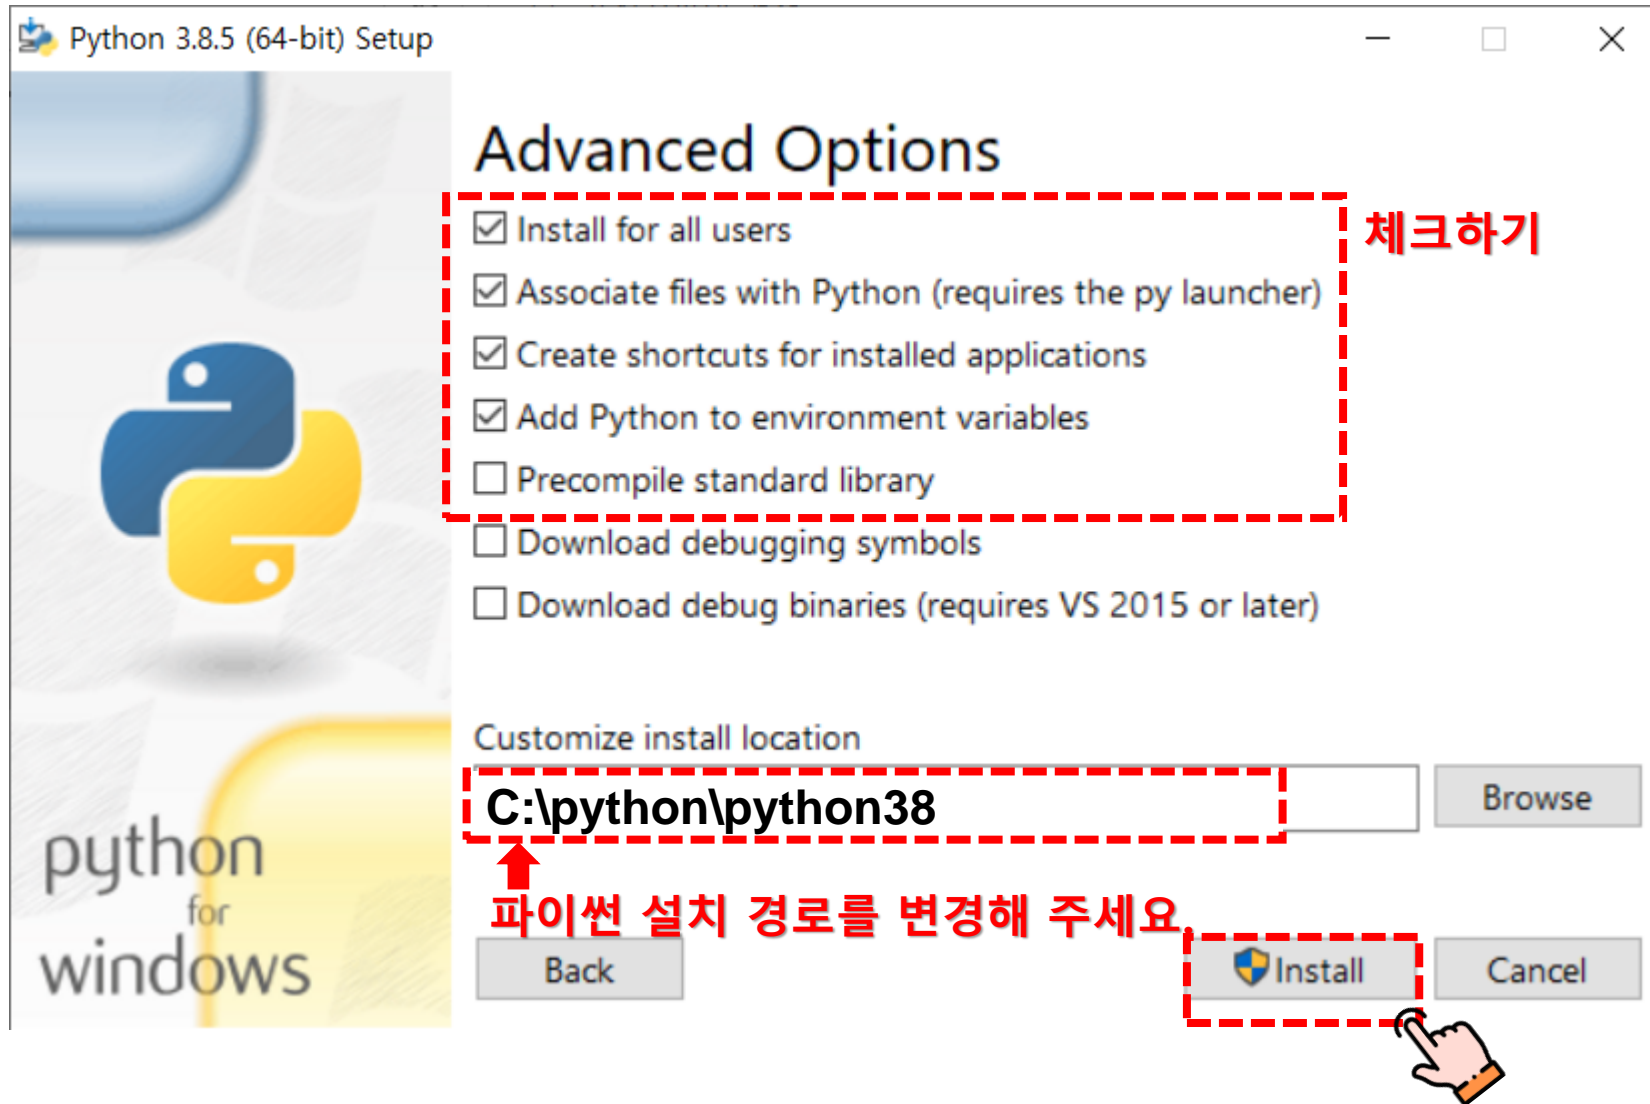 Python 3.8.5 (64-bit) Setup
Advanced Options
Install for all users
체크하기
Associate files with Python (requires the py launcher)
Create shortcuts for installed applications
Add Python to environment variables
Precompile standard library
Download debugging symbols
Download debug binaries (requires VS 2015 or later)
Customize install location
C:\python\python38
Browse
파이썬 설치 경로를 변경해 주세요.
python
for
windows
Back
Install
Cancel